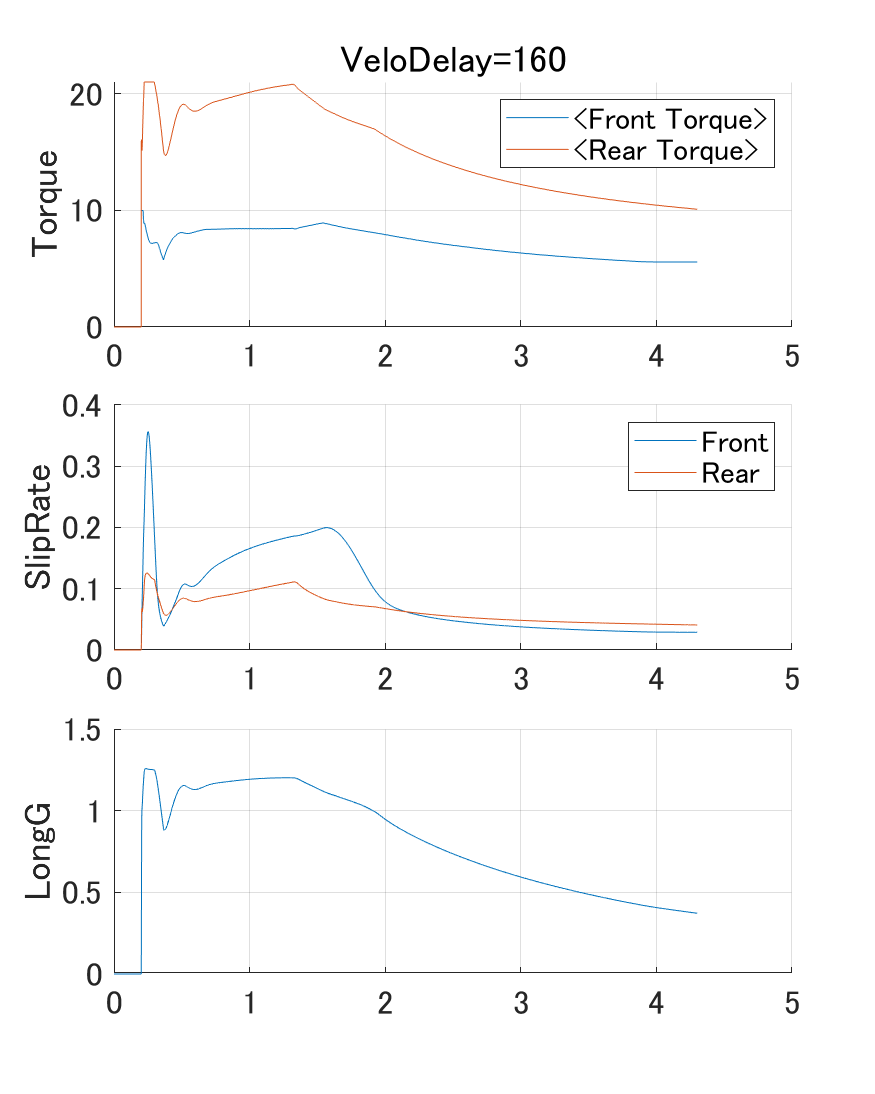 VeloDelay=160
Torque
20
10
0
<Front Torque>
<Rear Torque>
0 1 2 3 4 5
SlipRate
0.4
0.3
0.2
0.1
0
Front
Rear
0 1 2 3 4 5
LongG
1.5
1
0.5
0
0 1 2 3 4 5